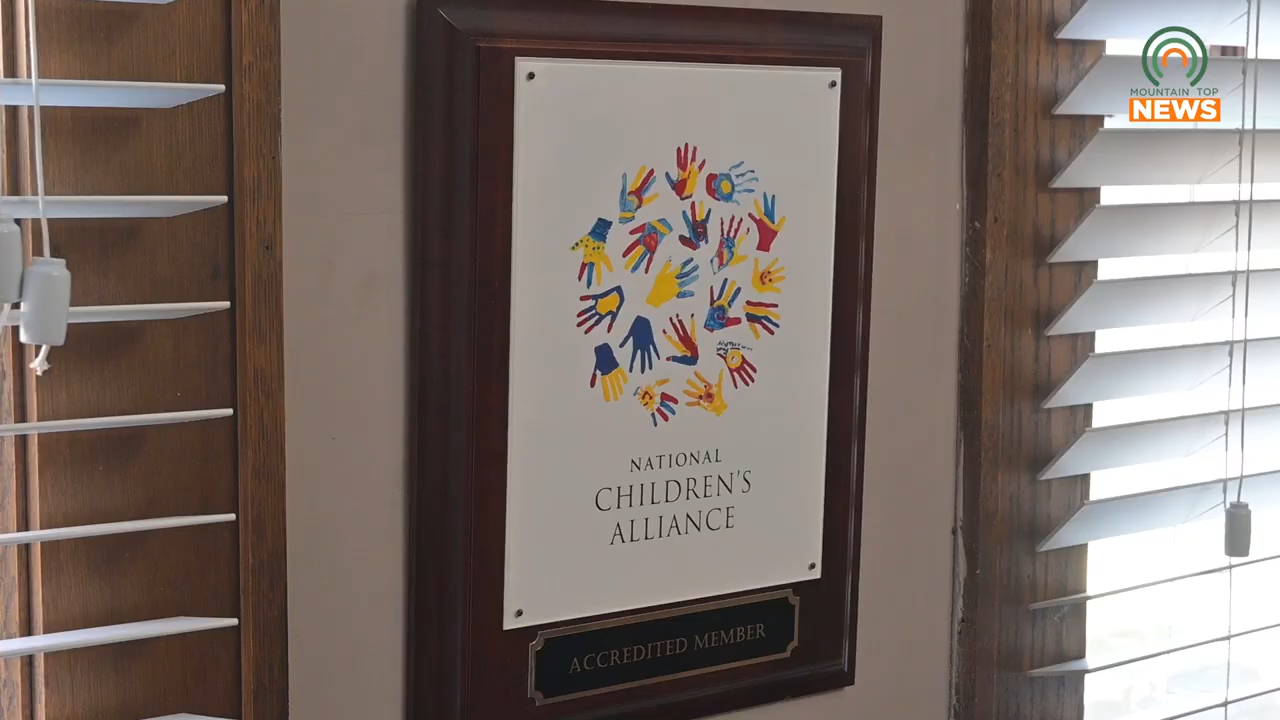 MOUNTAIN TOP
NEWS
NATIONAL
CHILDREN'S
ALLIANCE
ACCREDITED MEMBER